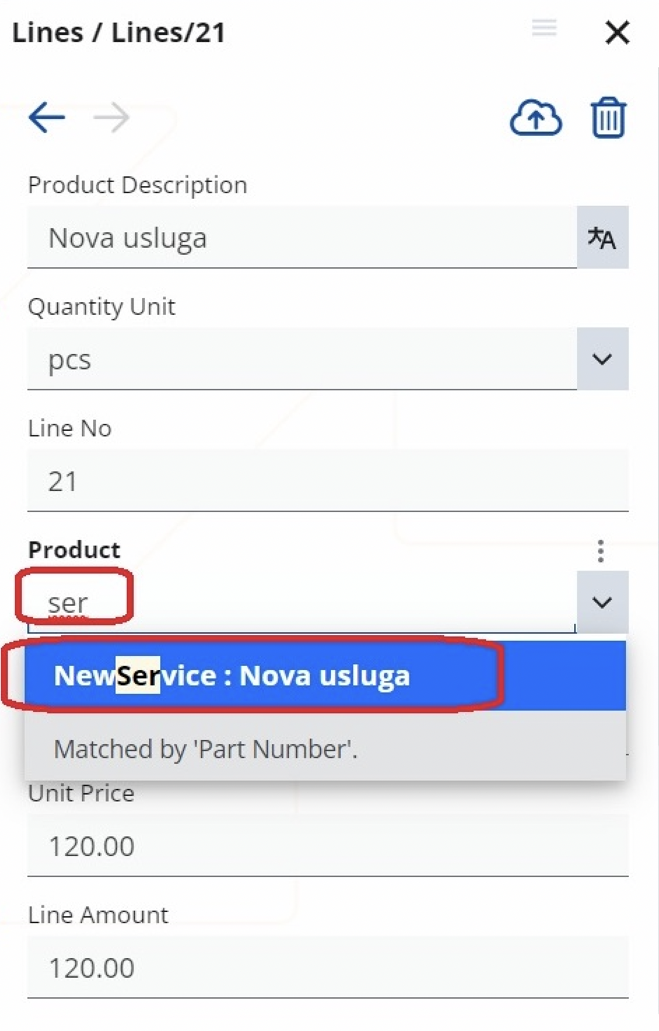 Lines / Lines/21
Product Description
Nova usluga
Quantity Unit
pcs
Line No
21
Product
ser
NewService : Nova usluga
Matched by 'Part Number'.
Unit Price
120.00
Line Amount
120.00